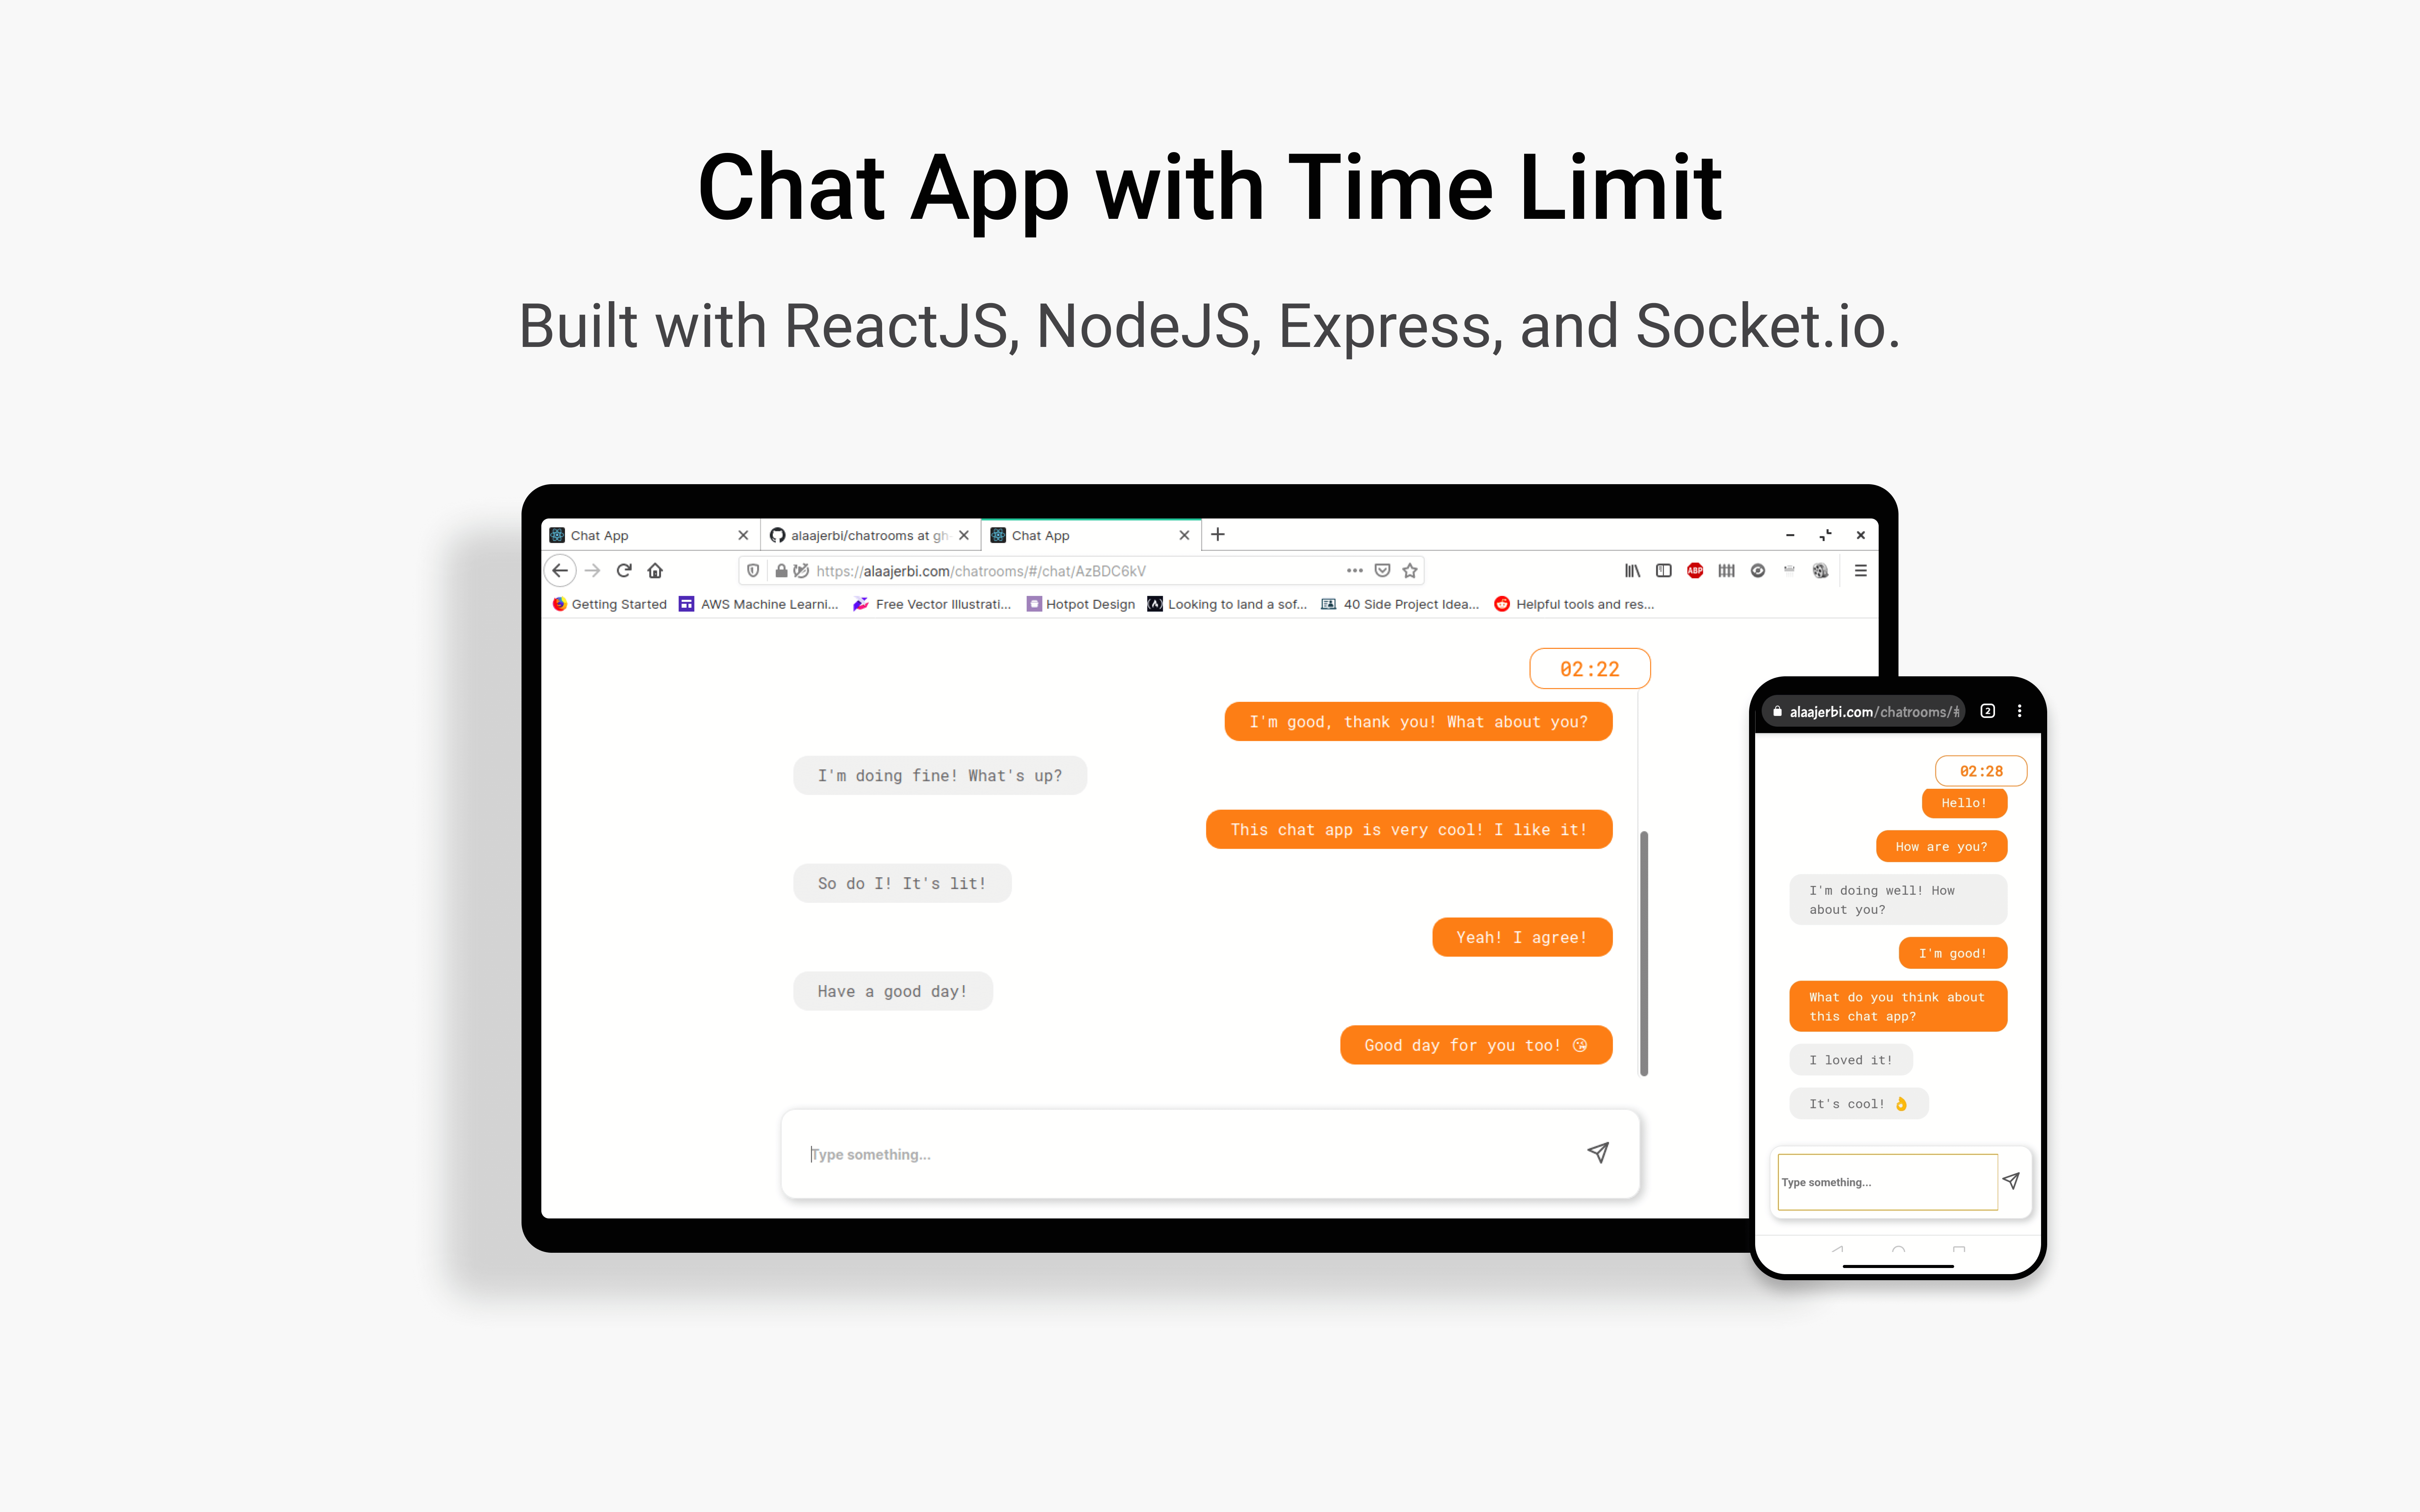 Chat App with Time Limit
Built with ReactJS, NodeJS, Express, and Socket.io.
Chat App
alaajerbi/chatrooms at gh
Chat App
https://alaajerbi.com/chatrooms/#/chat/AzBDC6kV
ABP
Getting Started
AWS Machine Learni...
Free Vector Illustrati...
Hotpot Design
Looking to land a sof...
40 Side Project Idea...
Helpful tools and res...
02:22
I'm good, thank you! What about you?
I'm doing fine! What's up?
This chat app is very cool! I like it!
So do I! It's lit!
Yeah! I agree!
Have a good day!
Good day for you too! 😘
Type something...
alaajerbi.com/chatrooms/#
2
02:28
Hello!
How are you?
I'm doing well! How
about you?
I'm good!
What do you think about
this chat app?
I loved it!
It's cool! 👌
Type something...